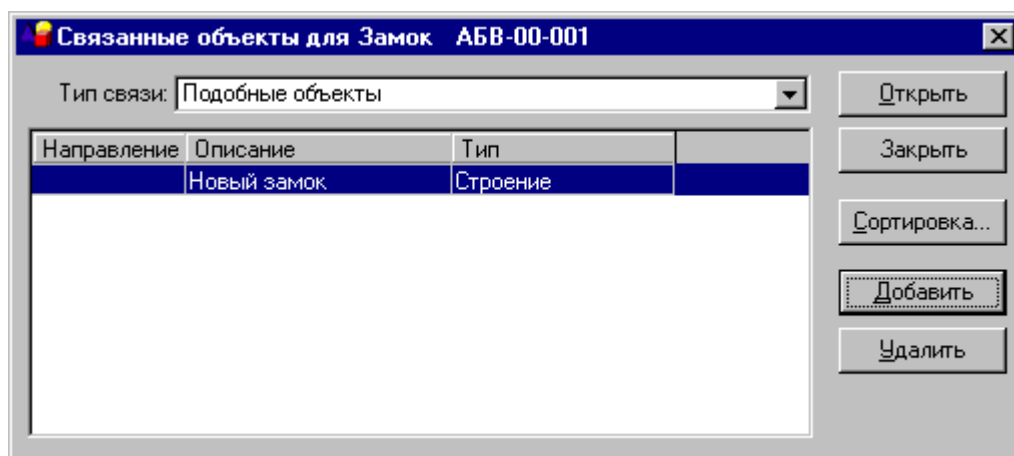 Связанные объекты для Замок АБВ-00-001
Тип связи: Подобные объекты
Открыть
Закрыть
Направление Описание Тип
Новый замок Строение
Сортировка...
Добавить
Удалить